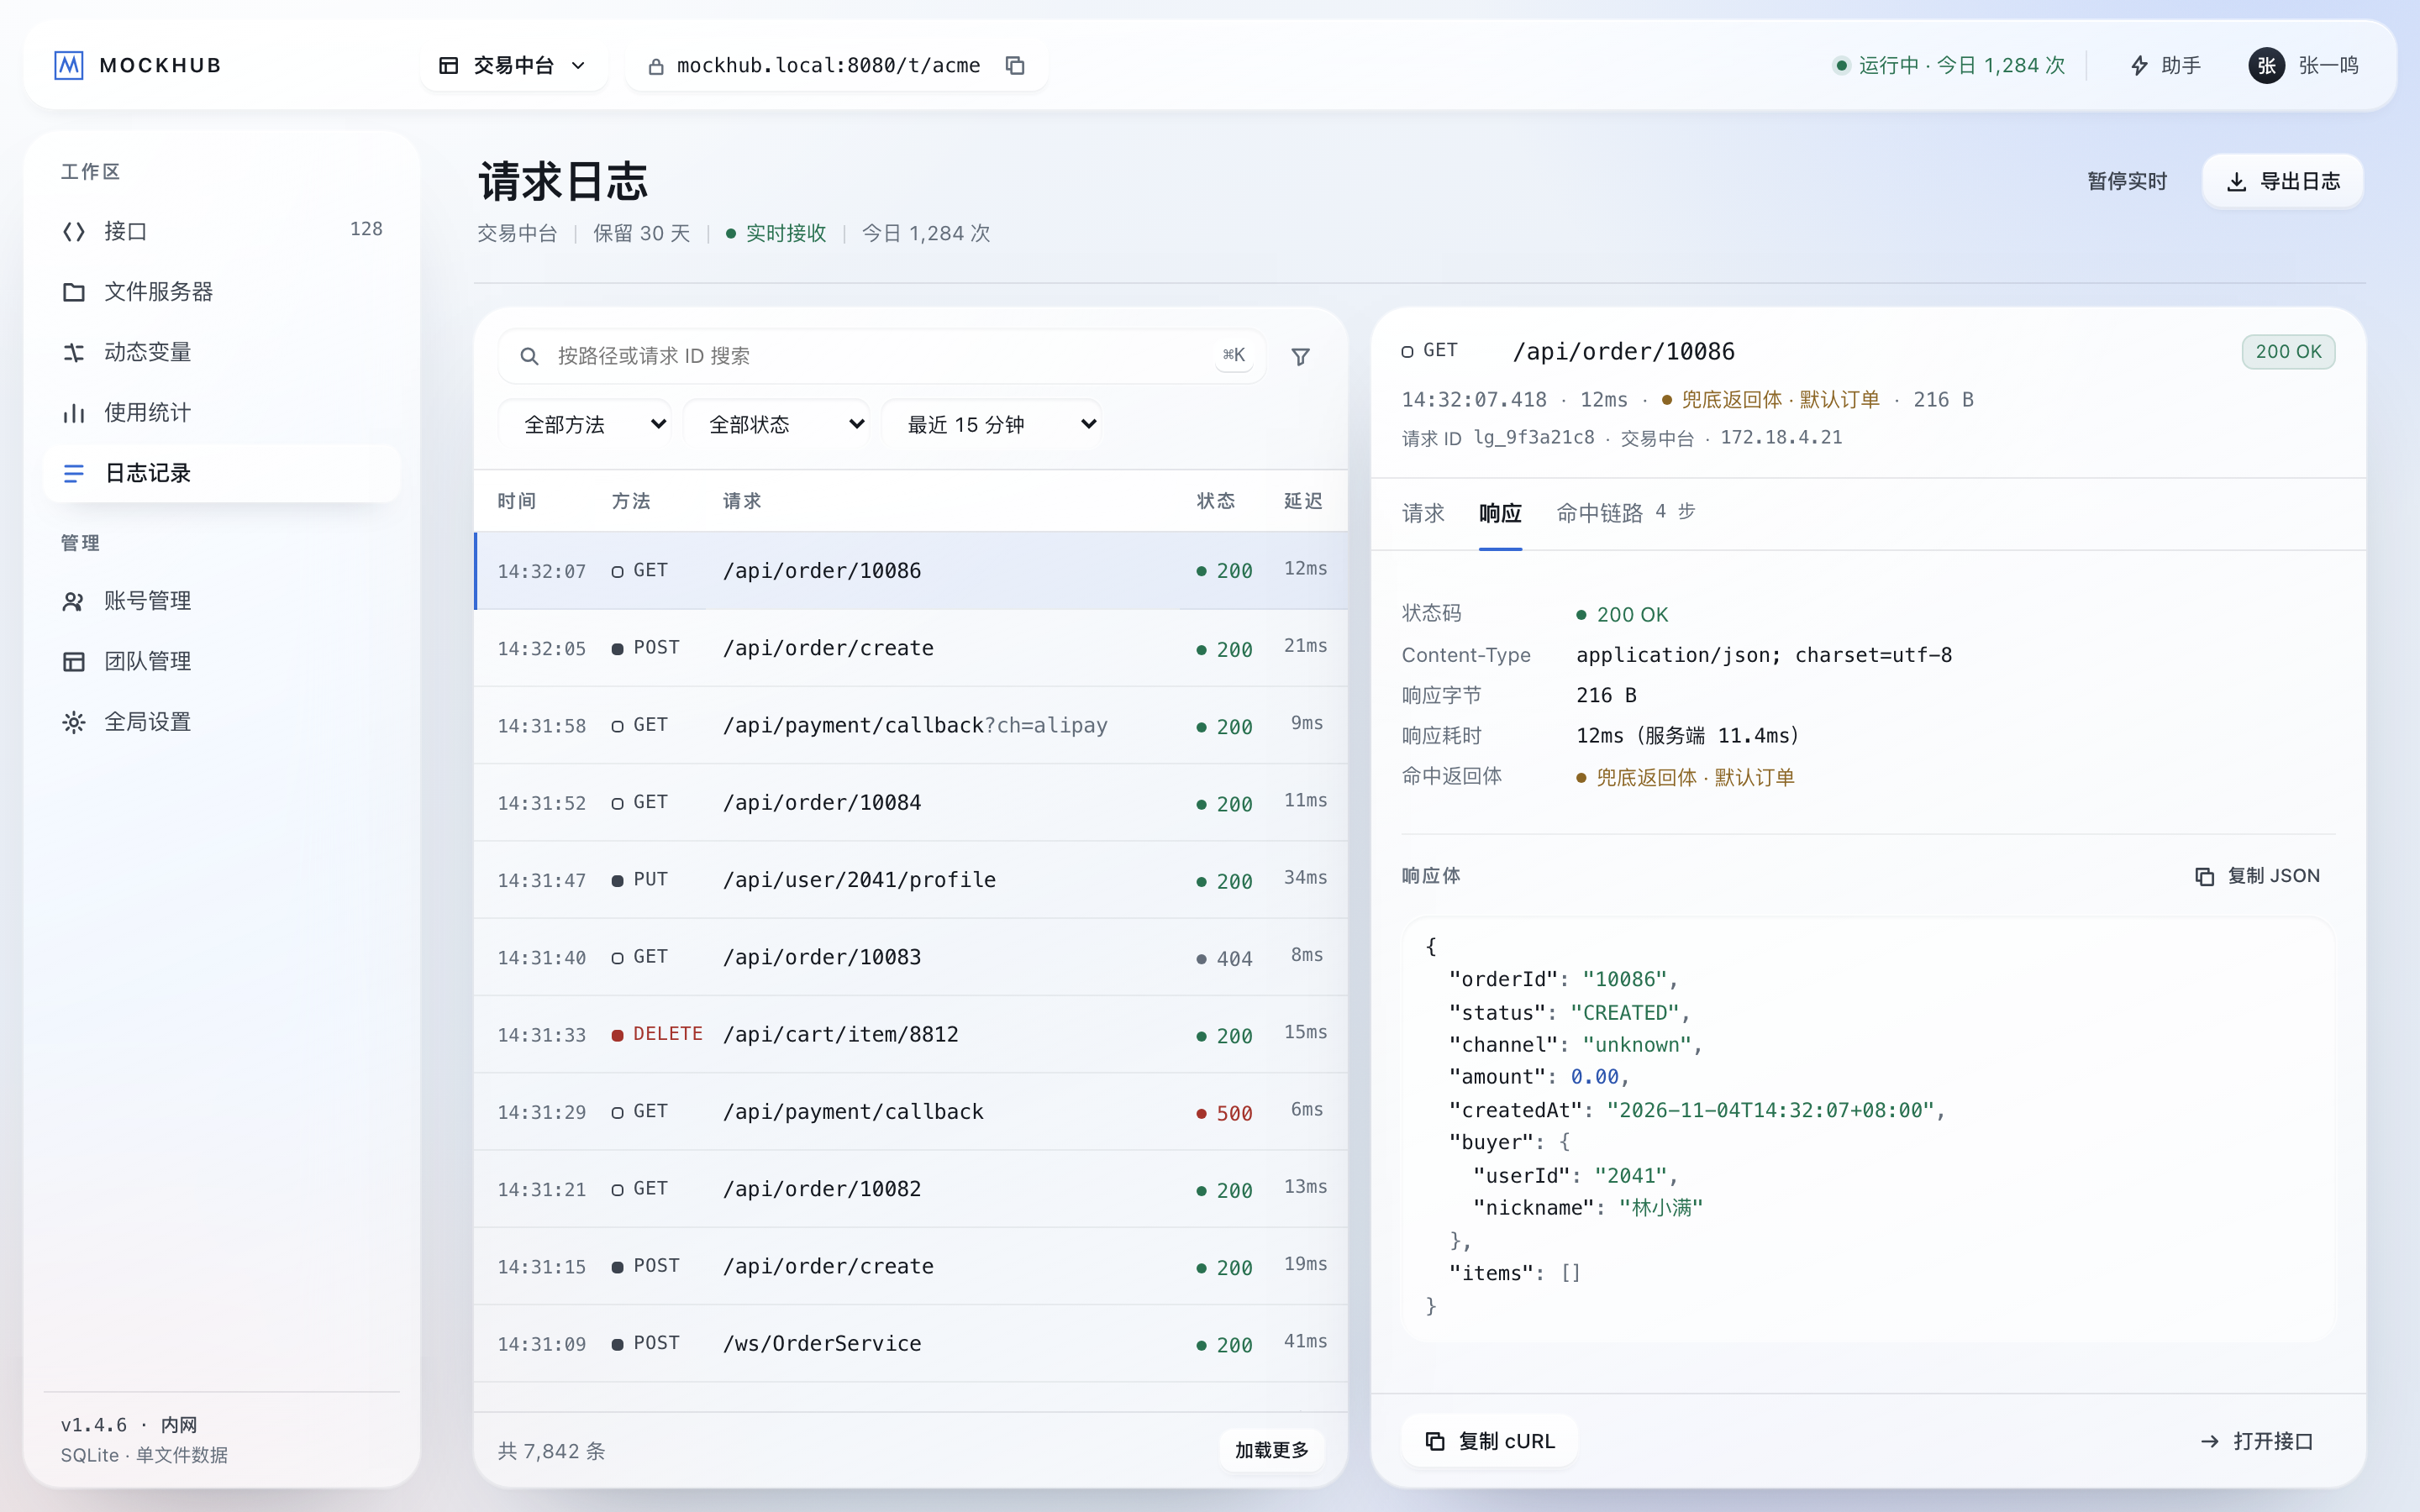 MOCKHUB
交易中台
mockhub.local:8080/t/acme
运行中 · 今日 1,284 次
助手
张 张一鸣
工作区
接口 128
文件服务器
动态变量
使用统计
日志记录
管理
账号管理
团队管理
全局设置
v1.4.6 · 内网
SQLite · 单文件数据
请求日志
交易中台 | 保留 30 天 | 实时接收 | 今日 1,284 次
暂停实时
导出日志
按路径或请求 ID 搜索 ⌘K
全部方法 全部状态 最近 15 分钟
时间 方法 请求 状态 延迟
14:32:07 GET /api/order/10086 200 12ms
14:32:05 POST /api/order/create 200 21ms
14:31:58 GET /api/payment/callback?ch=alipay 200 9ms
14:31:52 GET /api/order/10084 200 11ms
14:31:47 PUT /api/user/2041/profile 200 34ms
14:31:40 GET /api/order/10083 404 8ms
14:31:33 DELETE /api/cart/item/8812 200 15ms
14:31:29 GET /api/payment/callback 500 6ms
14:31:21 GET /api/order/10082 200 13ms
14:31:15 POST /api/order/create 200 19ms
14:31:09 POST /ws/OrderService 200 41ms
共 7,842 条
加载更多
GET /api/order/10086 200 OK
14:32:07.418 · 12ms · 兜底返回体 · 默认订单 · 216 B
请求 ID lg_9f3a21c8 · 交易中台 · 172.18.4.21
请求 响应 命中链路 4 步
状态码 200 OK
Content-Type application/json; charset=utf-8
响应字节 216 B
响应耗时 12ms（服务端 11.4ms）
命中返回体 兜底返回体 · 默认订单
响应体
复制 JSON
{
"orderId": "10086",
"status": "CREATED",
"channel": "unknown",
"amount": 0.00,
"createdAt": "2026-11-04T14:32:07+08:00",
"buyer": {
"userId": "2041",
"nickname": "林小满"
},
"items": []
}
复制 cURL
打开接口